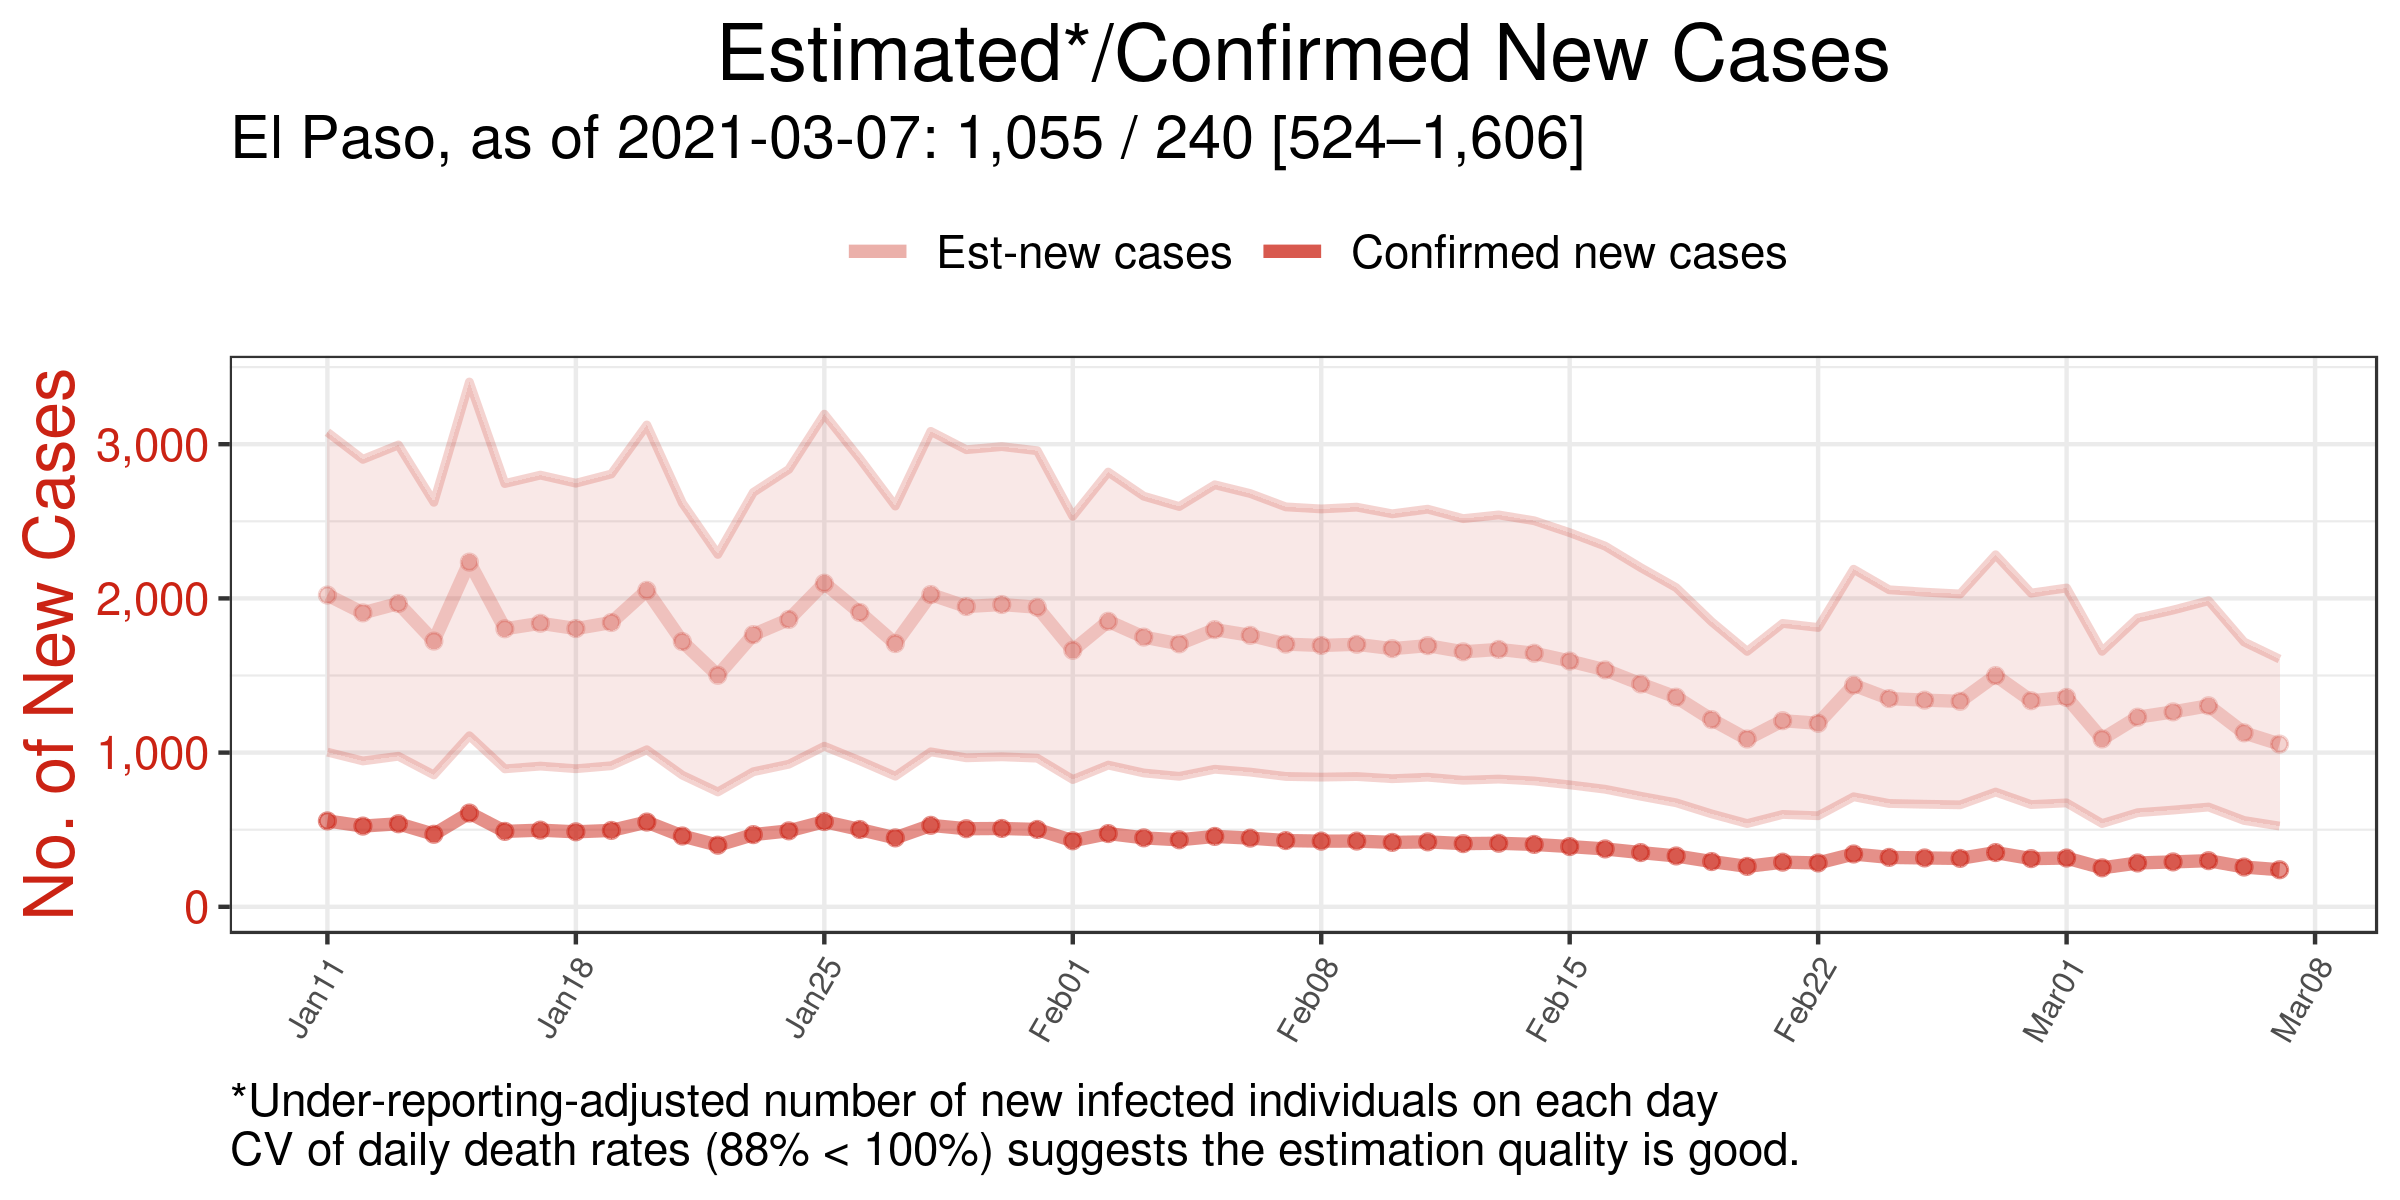 Estimated*/Confirmed New Cases
El Paso, as of 2021-03-07: 1,055 / 240 [524–1,606]
Est-new cases
Confirmed new cases
No. of New Cases
3,000
2,000
1,000
0
Jan11
Jan18
Jan25
Feb01
Feb08
Feb15
Feb22
Mar01
Mar08
*Under-reporting-adjusted number of new infected individuals on each day
CV of daily death rates (88% < 100%) suggests the estimation quality is good.